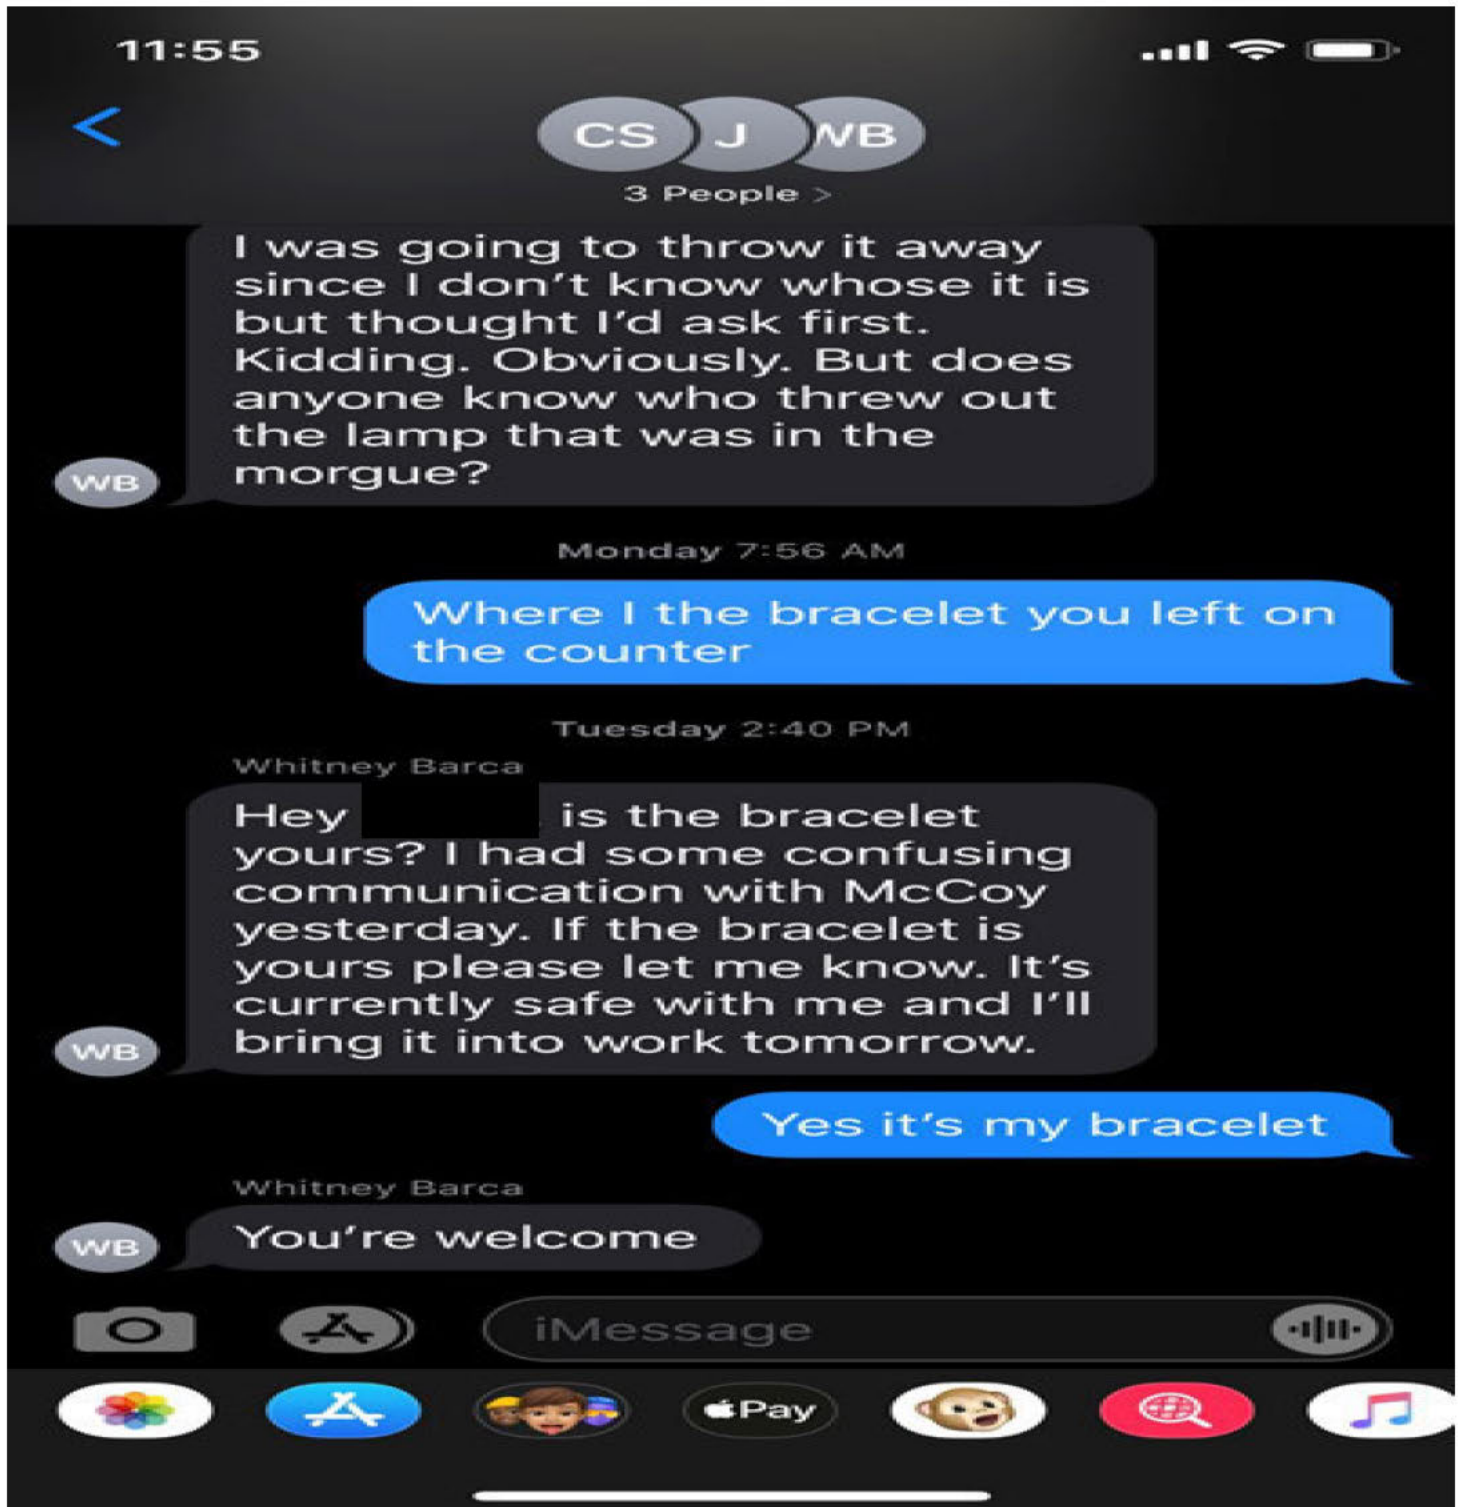 11:55
CS J WB
3 People >
I was going to throw it away
since I don't know whose it is
but thought I'd ask first.
Kidding. Obviously. But does
anyone know who threw out
the lamp that was in the
morgue?
WB
Monday 7:56 AM
Where I the bracelet you left on
the counter
Tuesday 2:40 PM
Whitney Barca
Hey is the bracelet
yours? I had some confusing
communication with McCoy
yesterday. If the bracelet is
yours please let me know. It's
currently safe with me and I'll
bring it into work tomorrow.
WB
Yes it's my bracelet
Whitney Barca
You're welcome
WB
iMessage
Pay